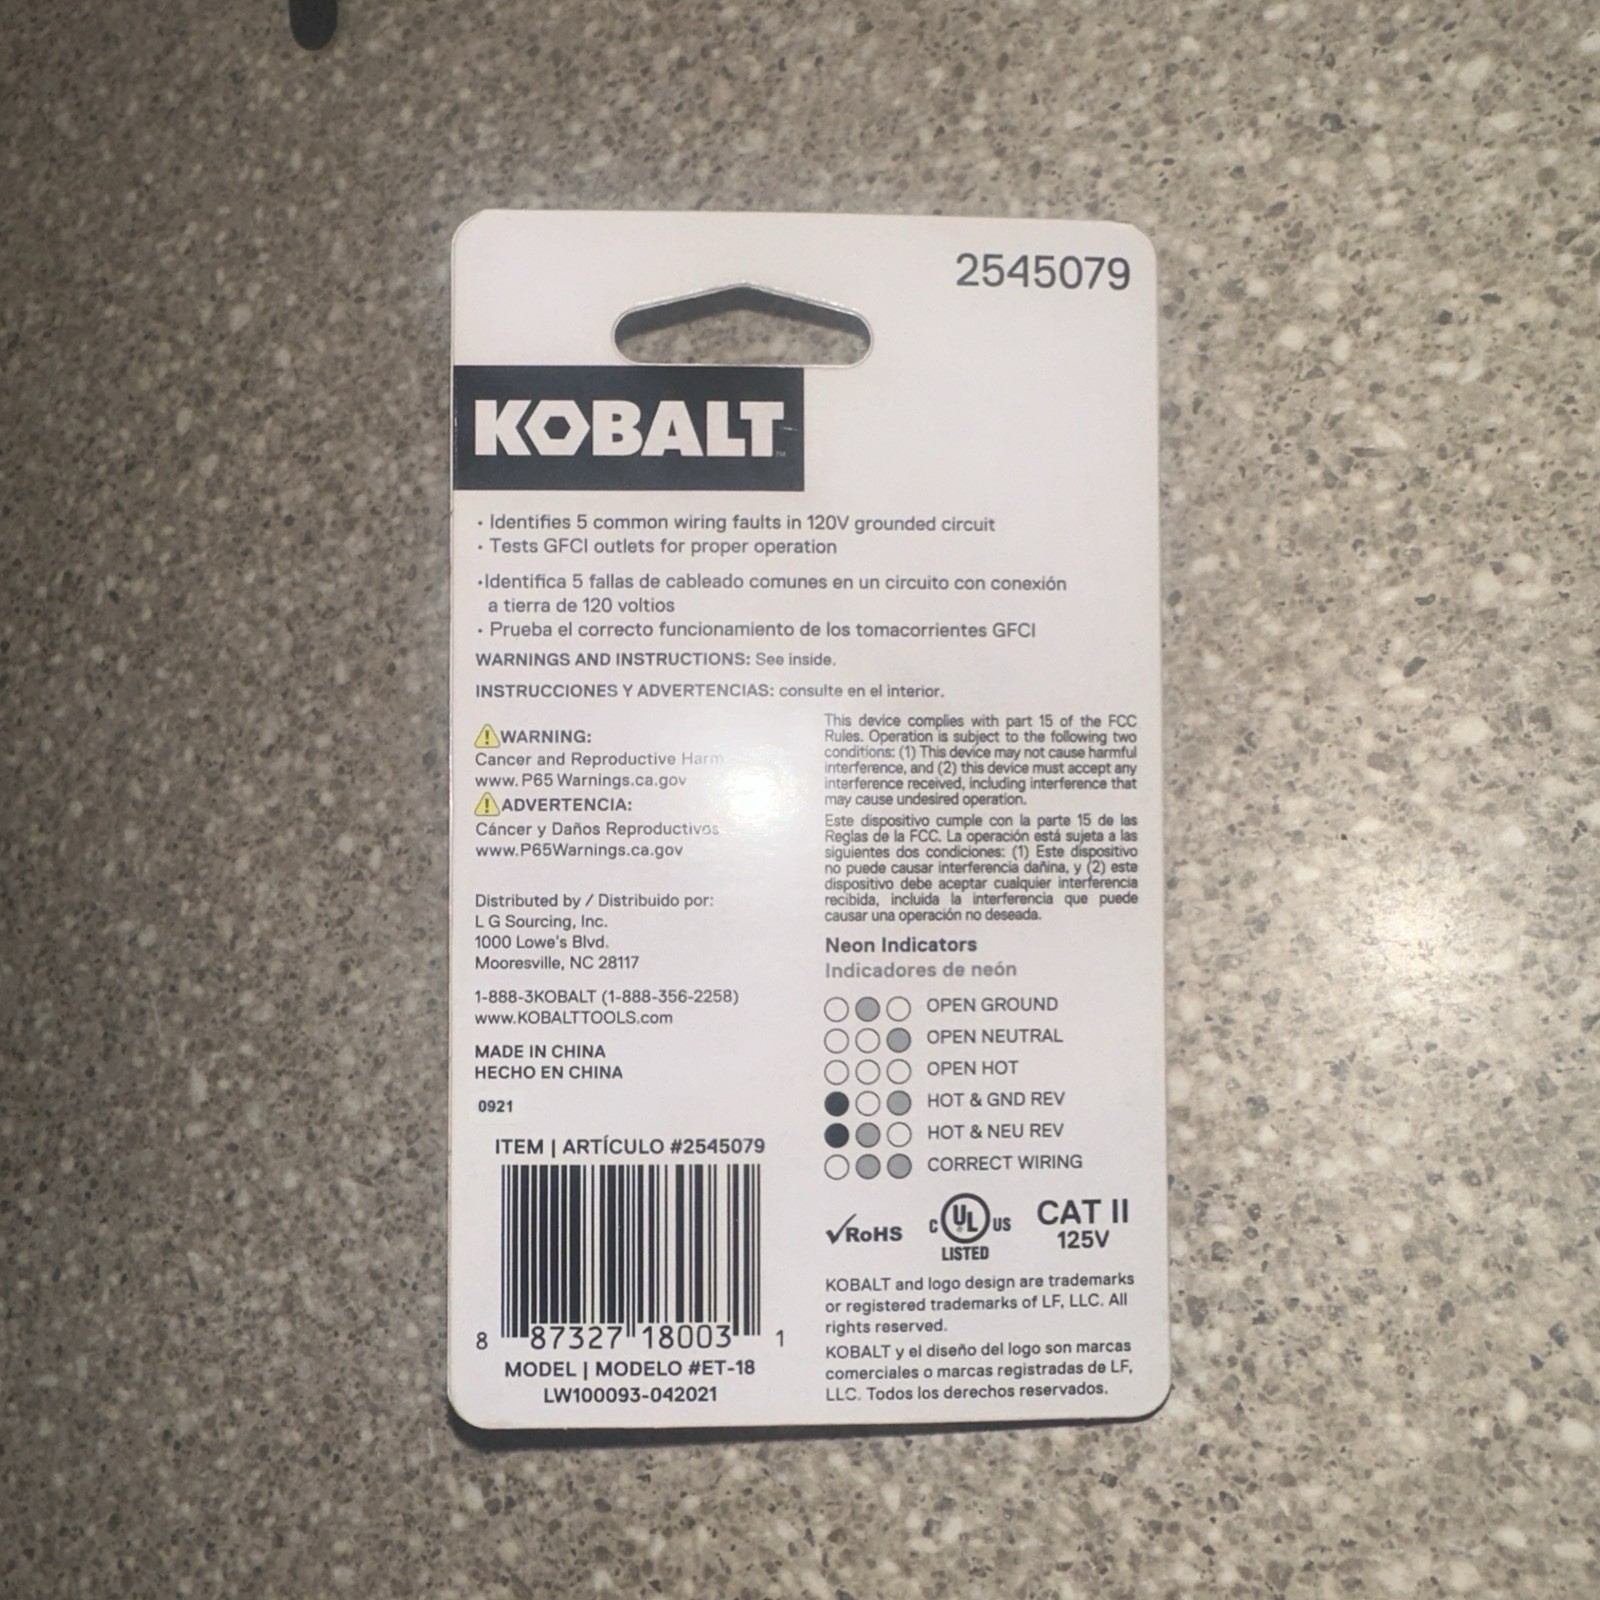 2545079
KOBALT™
• Identifies 5 common wiring faults in 120V grounded circuit
• Tests GFCI outlets for proper operation
•Identifica 5 fallas de cableado comunes en un circuito con conexión
a tierra de 120 voltios
• Prueba el correcto funcionamiento de los tomacorrientes GFCI
WARNINGS AND INSTRUCTIONS: See inside.
INSTRUCCIONES Y ADVERTENCIAS: consulte en el interior.
WARNING:
Cancer and Reproductive Harm -
www. P65 Warnings.ca.gov
ADVERTENCIA:
Cáncer y Daños Reproductivos
www.P65Warnings.ca.gov
Distributed by / Distribuido por:
L G Sourcing, Inc.
1000 Lowe's Blvd.
Mooresville, NC 28117
1-888-3KOBALT (1-888-356-2258)
www.KOBALTTOOLS.com
MADE IN CHINA
HECHO EN CHINA
0921
ITEM | ARTÍCULO #2545079
8 87327 18003 1
MODEL | MODELO #ET-18
LW100093-042021
This device complies with part 15 of the FCC
Rules. Operation is subject to the following two
conditions: (1) This device may not cause harmful
interference, and (2) this device must accept any
interference received, including interference that
may cause undesired operation.
Este dispositivo cumple con la parte 15 de las
Reglas de la FCC. La operación está sujeta a las
siguientes dos condiciones: (1) Este dispositivo
no puede causar interferencia dañina, y (2) este
dispositivo debe aceptar cualquier interferencia
recibida, incluida la interferencia que puede
causar una operación no deseada.
Neon Indicators
Indicadores de neón
OPEN GROUND
OPEN NEUTRAL
OPEN HOT
HOT & GND REV
HOT & NEU REV
CORRECT WIRING
RoHS
C UL US
LISTED
CAT II
125V
KOBALT and logo design are trademarks
or registered trademarks of LF, LLC. All
rights reserved.
KOBALT y el diseño del logo son marcas
comerciales o marcas registradas de LF,
LLC. Todos los derechos reservados.